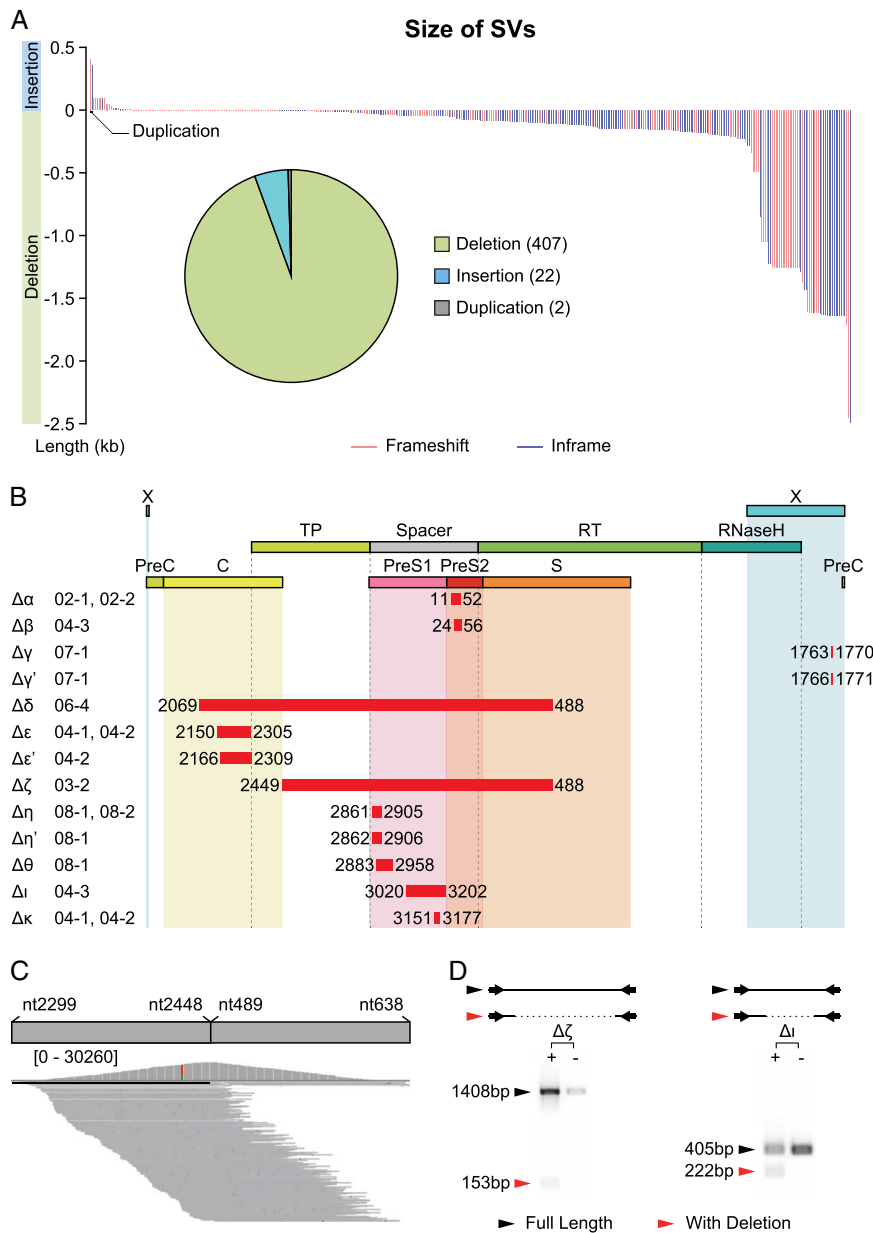 A
Size of SVs
Insertion
Deletion
0.5
0
-0.5
-1.0
-1.5
-2.0
-2.5
Duplication
Deletion (407)
Insertion (22)
Duplication (2)
Length (kb)
Frameshift
Inframe
B
X
X
TP
Spacer
RT
RNaseH
PreC
C
PreS1
PreS2
S
PreC
Δα 02-1, 02-2 11 52
Δβ 04-3 24 56
Δγ 07-1 1763 1770
Δγ' 07-1 1766 1771
Δδ 06-4 2069 488
Δε 04-1, 04-2 2150 2305
Δε' 04-2 2166 2309
Δζ 03-2 2449 488
Δη 08-1, 08-2 2861 2905
Δη' 08-1 2862 2906
Δθ 08-1 2883 2958
Δι 04-3 3020 3202
Δκ 04-1, 04-2 3151 3177
C
nt2299 nt2448 nt489 nt638
[0 - 30260]
D
Δζ
+ -
1408bp
153bp
Δι
+ -
405bp
222bp
Full Length
With Deletion